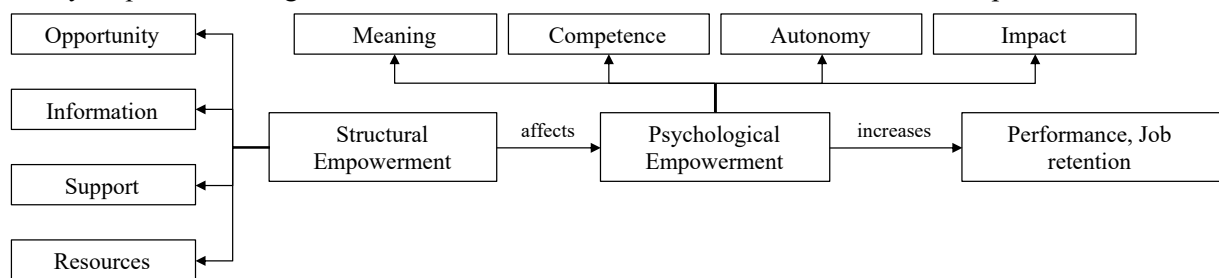 Opportunity
Meaning
Competence
Autonomy
Impact
Information
Structural
Empowerment
affects
Psychological
Empowerment
increases
Performance, Job
retention
Support
Resources